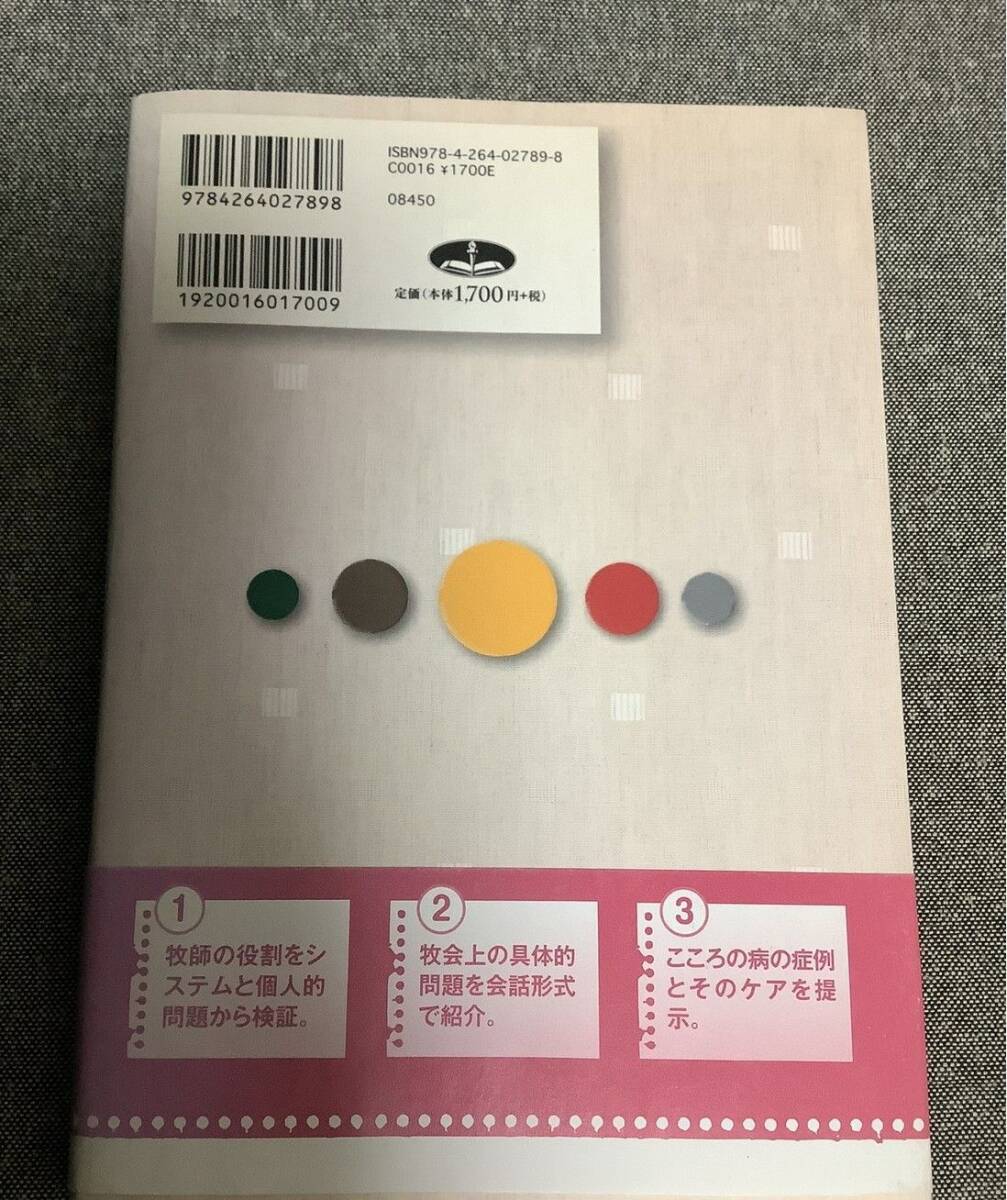 ISBN978-4-264-02789-8
C0016 ¥1700E
9784264027898
08450
1920016017009
定価(本体1,700円+税)
1
牧師の役割をシ
ステムと個人的
問題から検証。
2
牧会上の具体的
問題を会話形式
で紹介。
3
こころの病の症例
とそのケアを提
示。